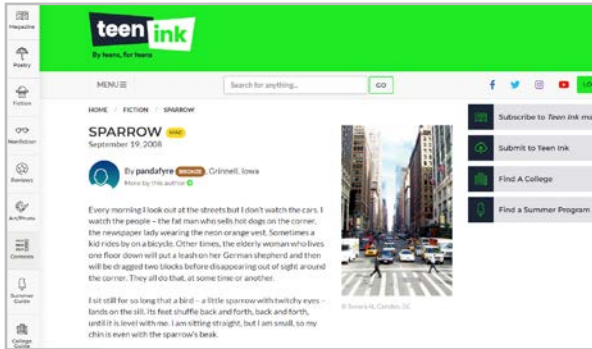 Magazine
Poetry
Fiction
Nonfiction
Reviews
Art/Photo
Contests
Summer
Guide
College
Guide
teen ink
By teens, for teens
MENU
Search for anything...
GO
HOME / FICTION / SPARROW
SPARROW MAG
September 19, 2008
By pandafyre BRONZE, Grinnell, Iowa
More by this author
Every morning I look out at the streets but I don't watch the cars. I
watch the people – the fat man who sells hot dogs on the corner,
the newspaper lady wearing the neon orange vest. Sometimes a
kid rides by on a bicycle. Other times, the elderly woman who lives
one floor down will put a leash on her German shepherd and then
will be dragged two blocks before disappearing out of sight around
the corner. They all do that, at some time or another.
I sit still for so long that a bird – a little sparrow with twitchy eyes –
lands on the sill. Its feet shuffle back and forth, back and forth,
until it is level with me. I am sitting straight, but I am small, so my
chin is even with the sparrow's beak.
Subscribe to Teen Ink
Submit to Teen Ink
Find A College
Find a Summer Program